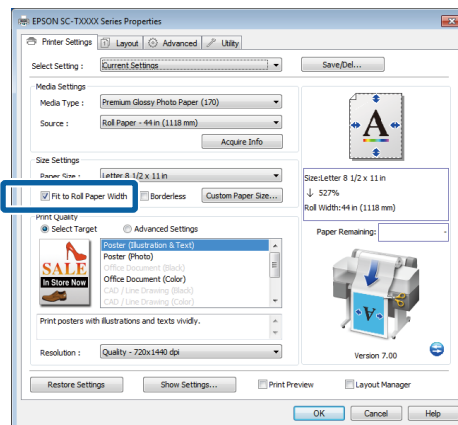 EPSON SC-TXXXX Series Properties
Printer Settings Layout Advanced Utility
Select Setting : Current Settings Save/Del...
Media Settings
Media Type : Premium Glossy Photo Paper (170)
Source : Roll Paper - 44 in (1118 mm)
Acquire Info
A
Size Settings
Paper Size : Letter 8 1/2 x 11 in
Fit to Roll Paper Width Borderless Custom Paper Size...
Size:Letter 8 1/2 x 11 in
↓ 527%
Roll Width:44 in (1118 mm)
Print Quality
Select Target Advanced Settings
Paper Remaining: -
SALE
In Store Now
Poster (Illustration & Text)
Poster (Photo)
Office Document (Black)
Office Document (Color)
CAD / Line Drawing (Black)
CAD / Line Drawing (Color)
Print posters with illustrations and texts vividly.
Resolution : Quality - 720x1440 dpi
A
Version 7.00
Restore Settings Show Settings... Print Preview Layout Manager
OK Cancel Help